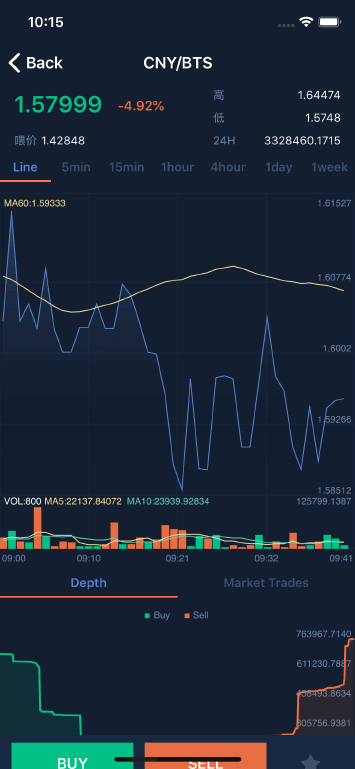 10:15
Back
CNY/BTS
1.57999 -4.92%
高 1.64474
低 1.5748
喂价 1.42848
24H 3328460.1715
Line 5min 15min 1hour 4hour 1day 1week
MA60:1.59333
1.61527
1.60774
1.6002
1.59266
1.58512
VOL:800 MA5:22137.84072 MA10:23939.92834 125799.1387
09:00 09:10 09:21 09:32 09:41
Depth Market Trades
Buy Sell
763967.7140
611230.7887
458493.8634
305756.9381
BUY SELL